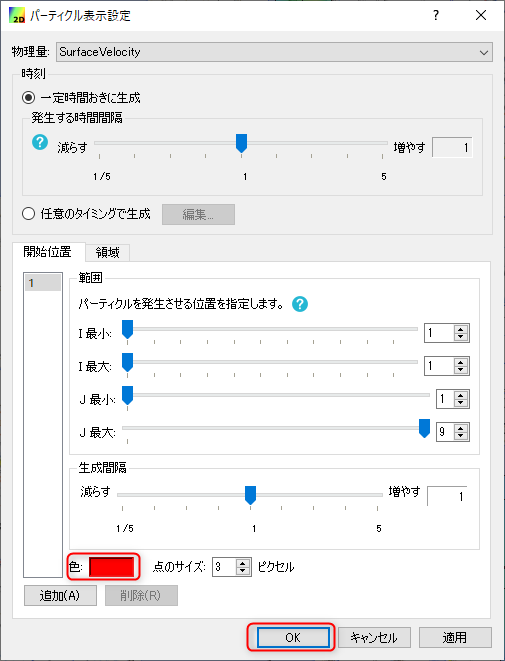 2D パーティクル表示設定 ?
物理量: SurfaceVelocity
時刻
一定時間おきに生成
発生する時間間隔
? 減らす 増やす 1
1/5 1 5
任意のタイミングで生成 編集...
開始位置 領域
1
範囲
パーティクルを発生させる位置を指定します。 ?
I 最小: 1
I 最大: 1
J 最小: 1
J 最大: 9
生成間隔
減らす 増やす 1
1/5 1 5
色: 点のサイズ: 3 ピクセル
追加(A) 削除(R)
OK キャンセル 適用